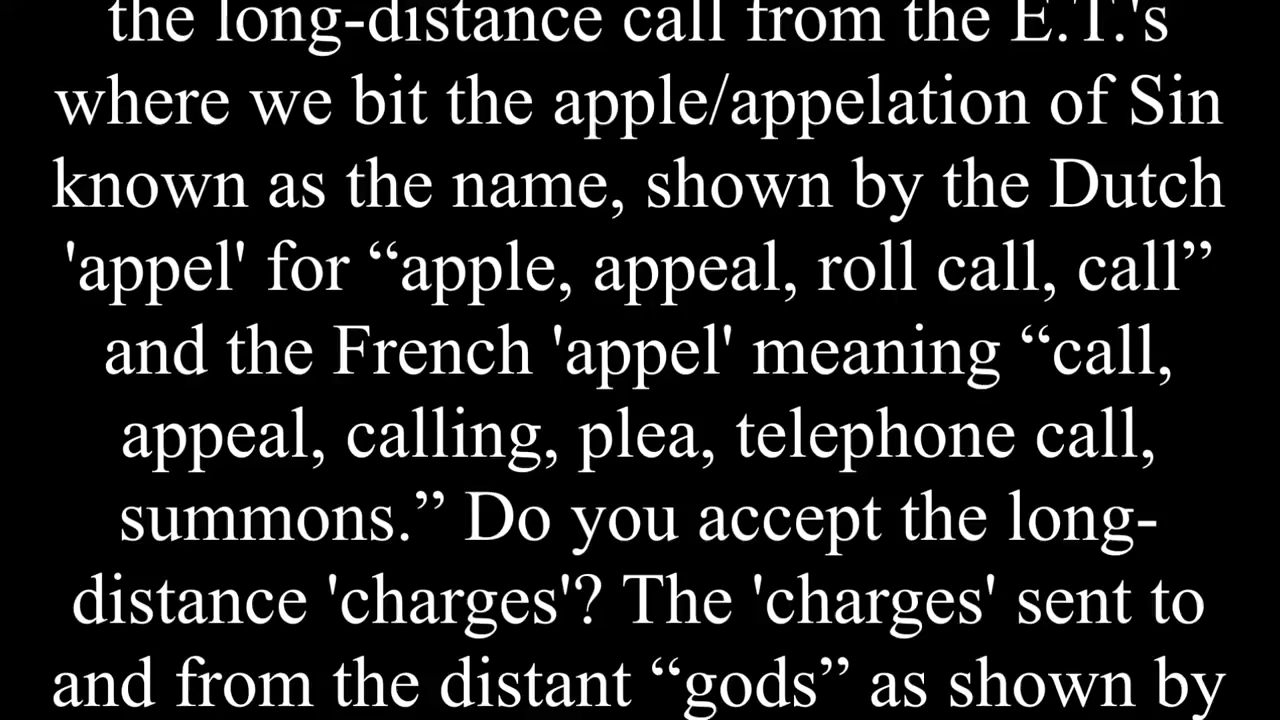 the long-distance call from the E.T.'s
where we bit the apple/appelation of Sin
known as the name, shown by the Dutch
'appel' for “apple, appeal, roll call, call”
and the French 'appel' meaning “call,
appeal, calling, plea, telephone call,
summons.” Do you accept the long-
distance 'charges'? The 'charges' sent to
and from the distant “gods” as shown by